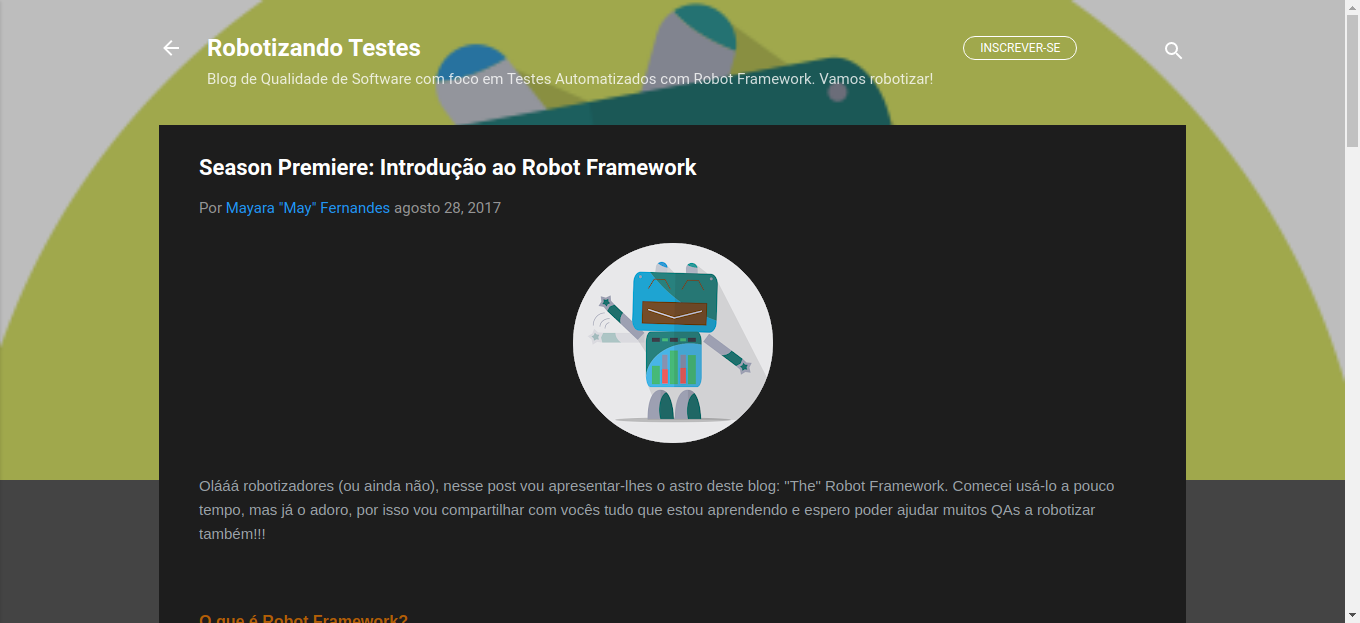 Robotizando Testes
INSCREVER-SE
Blog de Qualidade de Software com foco em Testes Automatizados com Robot Framework. Vamos robotizar!
Season Premiere: Introdução ao Robot Framework
Por Mayara "May" Fernandes agosto 28, 2017
Olááá robotizadores (ou ainda não), nesse post vou apresentar-lhes o astro deste blog: "The" Robot Framework. Comecei usá-lo a pouco
tempo, mas já o adoro, por isso vou compartilhar com vocês tudo que estou aprendendo e espero poder ajudar muitos QAs a robotizar
também!!!
O que é Robot Framework?